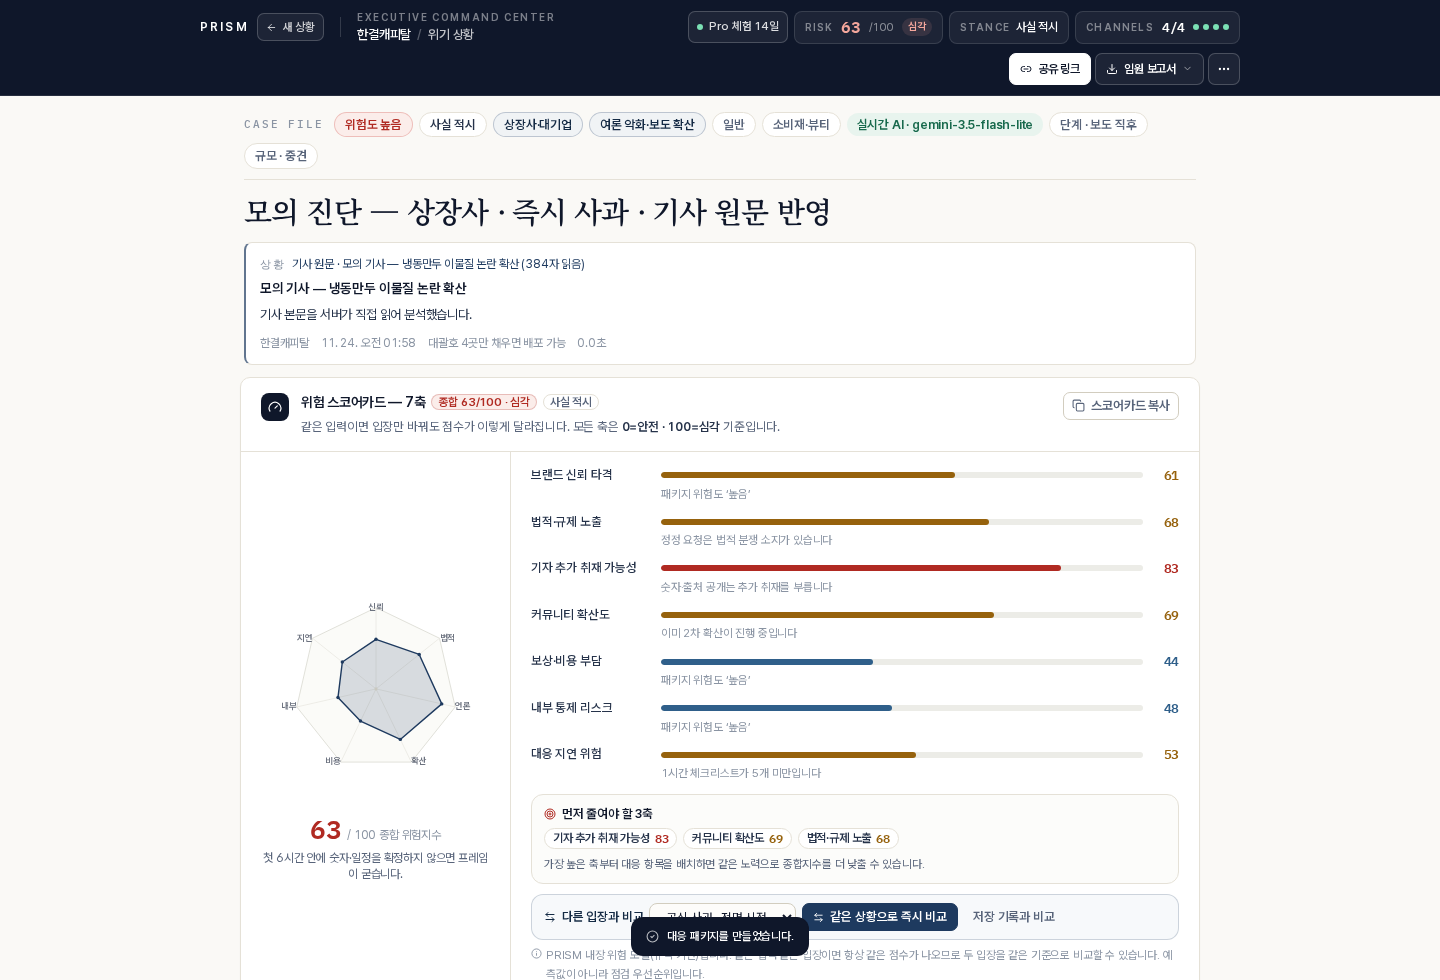 PRISM
← 새 상황
EXECUTIVE COMMAND CENTER
한결캐피탈 / 위기 상황
Pro 체험 14일
RISK 63 /100 심각
STANCE 사실 적시
CHANNELS 4/4
공유 링크
임원 보고서
CASE FILE 위험도 높음 사실 적시 상장사·대기업 여론 악화·보도 확산 일반 소비재·뷰티 실시간 AI · gemini-3.5-flash-lite 단계 · 보도 직후
규모 · 중견
모의 진단 — 상장사 · 즉시 사과 · 기사 원문 반영
상황 기사 원문 · 모의 기사 — 냉동만두 이물질 논란 확산 (384자 읽음)
모의 기사 — 냉동만두 이물질 논란 확산
기사 본문을 서버가 직접 읽어 분석했습니다.
한결캐피탈 11. 24. 오전 01:58 대괄호 4곳만 채우면 배포 가능 0.0초
위험 스코어카드 — 7축 종합 63/100 · 심각 사실 적시
같은 입력이면 입장만 바꿔도 점수가 이렇게 달라집니다. 모든 축은 0=안전 · 100=심각 기준입니다.
스코어카드 복사
신뢰
법적
언론
확산
비용
내부
지연
63 / 100 종합 위험지수
첫 6시간 안에 숫자·일정을 확정하지 않으면 프레임
이 굳습니다.
브랜드 신뢰 타격 61
패키지 위험도 ‘높음’
법적·규제 노출 68
정정 요청은 법적 분쟁 소지가 있습니다
기자 추가 취재 가능성 83
숫자·출처 공개는 추가 취재를 부릅니다
커뮤니티 확산도 69
이미 2차 확산이 진행 중입니다
보상·비용 부담 44
패키지 위험도 ‘높음’
내부 통제 리스크 48
패키지 위험도 ‘높음’
대응 지연 위험 53
1시간 체크리스트가 5개 미만입니다
먼저 줄여야 할 3축
기자 추가 취재 가능성 83 커뮤니티 확산도 69 법적·규제 노출 68
가장 높은 축부터 대응 항목을 배치하면 같은 노력으로 종합지수를 더 낮출 수 있습니다.
다른 입장과 비교
같은 상황으로 즉시 비교
저장 기록과 비교
대응 패키지를 만들었습니다.
PRISM 내장 위험 입장이면 항상 같은 점수가 나오므로 두 입장을 같은 기준으로 비교할 수 있습니다. 예
측값이 아니라 점검 우선순위입니다.